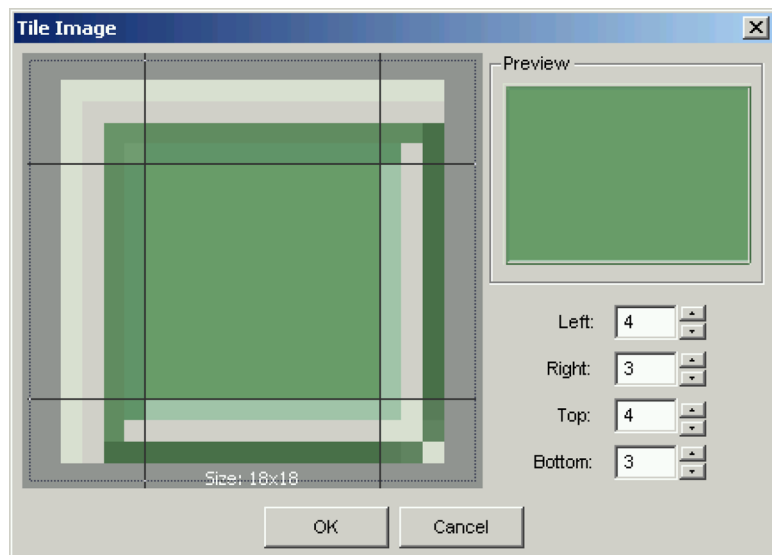 Tile Image
Preview
Left: 4
Right: 3
Top: 4
Bottom: 3
Size: 18x18
OK
Cancel